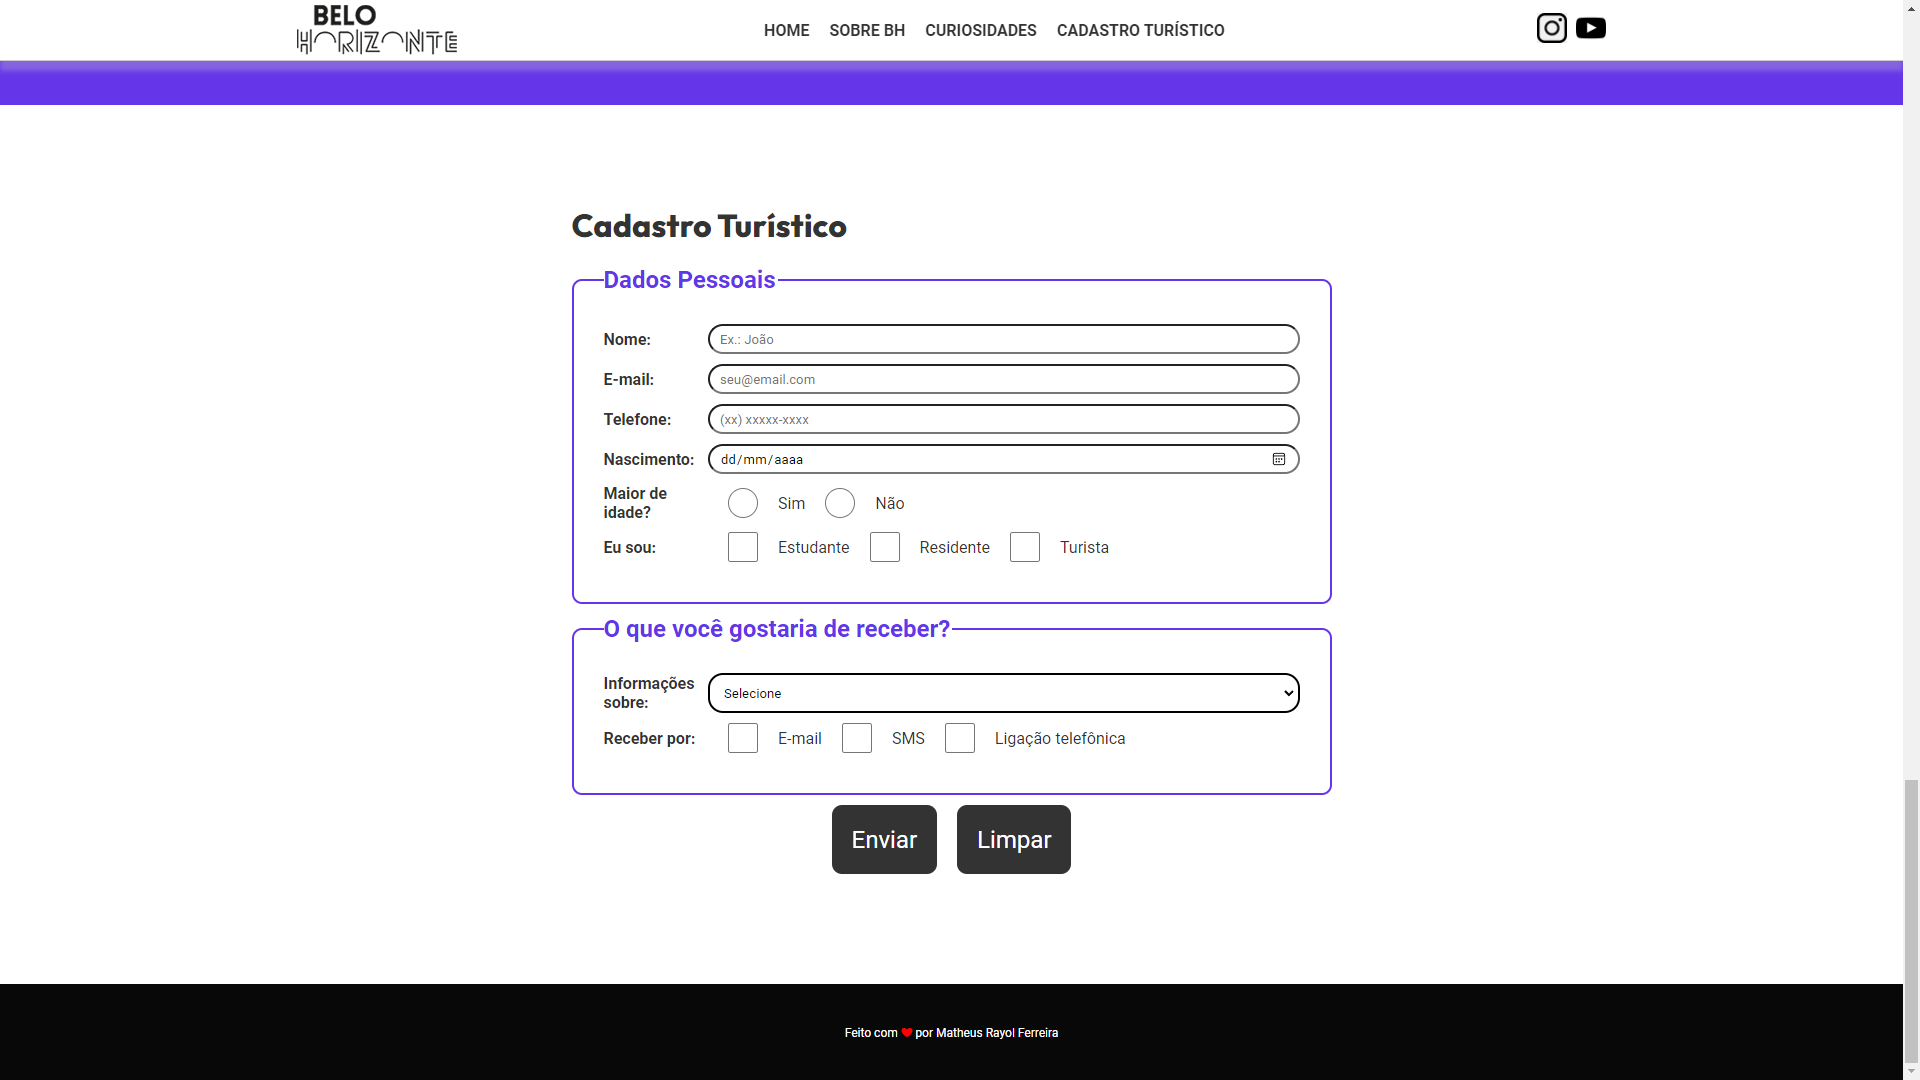 BELO
HORIZONTE
HOME SOBRE BH CURIOSIDADES CADASTRO TURÍSTICO
Cadastro Turístico
Dados Pessoais
Nome: Ex.: João
E-mail: seu@email.com
Telefone: (xx) xxxxx-xxxx
Nascimento: dd/mm/aaaa
Maior de
idade? Sim Não
Eu sou: Estudante Residente Turista
O que você gostaria de receber?
Informações
sobre: Selecione
Receber por: E-mail SMS Ligação telefônica
Enviar Limpar
Feito com ❤ por Matheus Rayol Ferreira